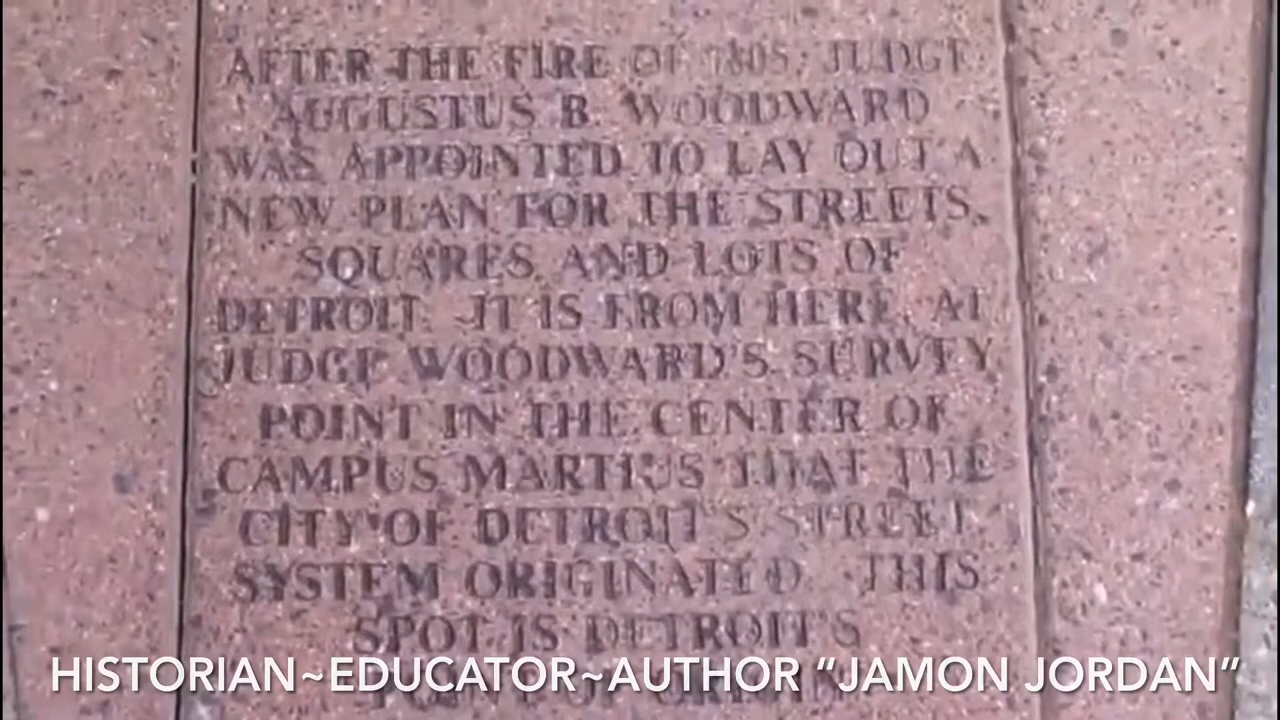 AFTER THE FIRE OF 1805, JUDGE
AUGUSTUS B. WOODWARD
WAS APPOINTED TO LAY OUT A
NEW PLAN FOR THE STREETS,
SQUARES AND LOTS OF
DETROIT. IT IS FROM HERE, AT
JUDGE WOODWARD'S SURVEY
POINT IN THE CENTER OF
CAMPUS MARTIUS THAT THE
CITY OF DETROIT'S STREET
SYSTEM ORIGINATED. THIS
SPOT IS DETROIT'S
HISTORIAN~EDUCATOR~AUTHOR “JAMON JORDAN”